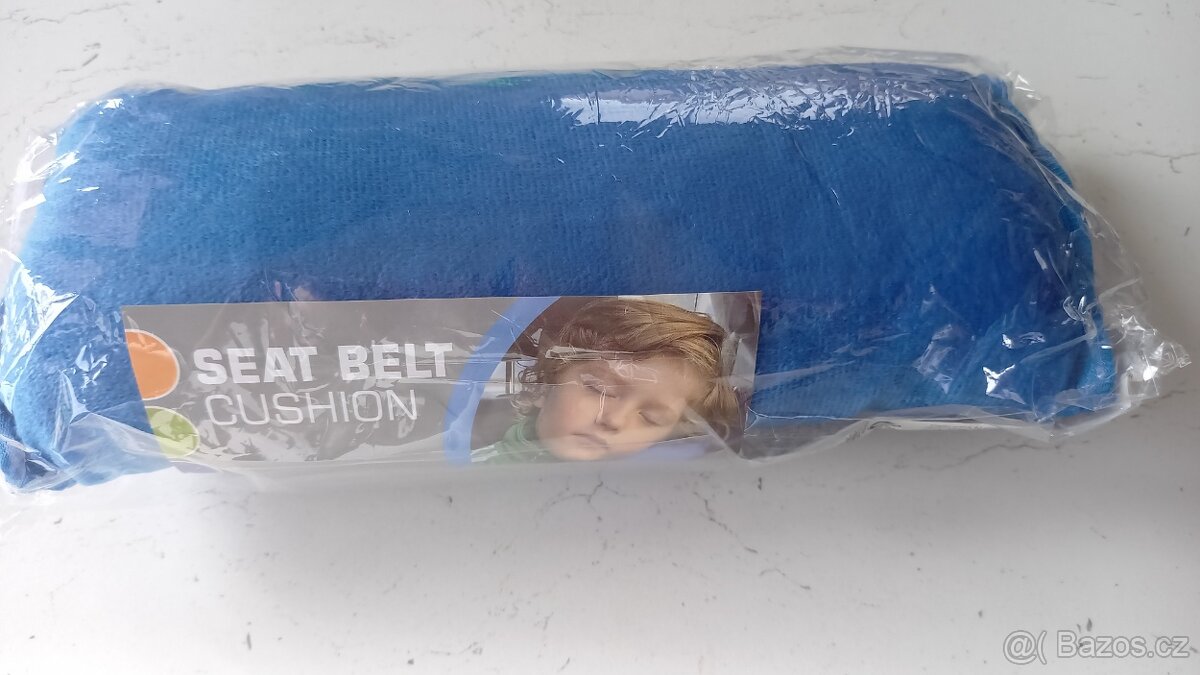 SEAT BELT
CUSHION
@( Bazos.cz